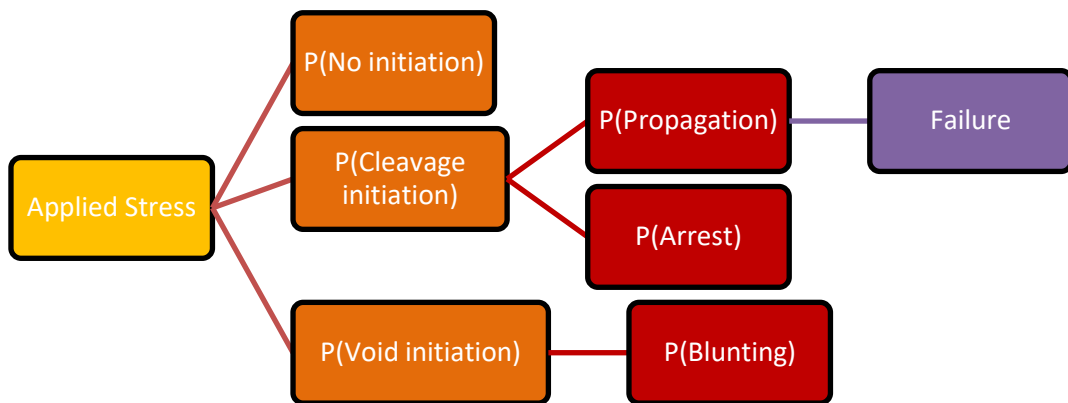 Applied Stress
P(No initiation)
P(Cleavage
initiation)
P(Void initiation)
P(Propagation)
P(Arrest)
P(Blunting)
Failure